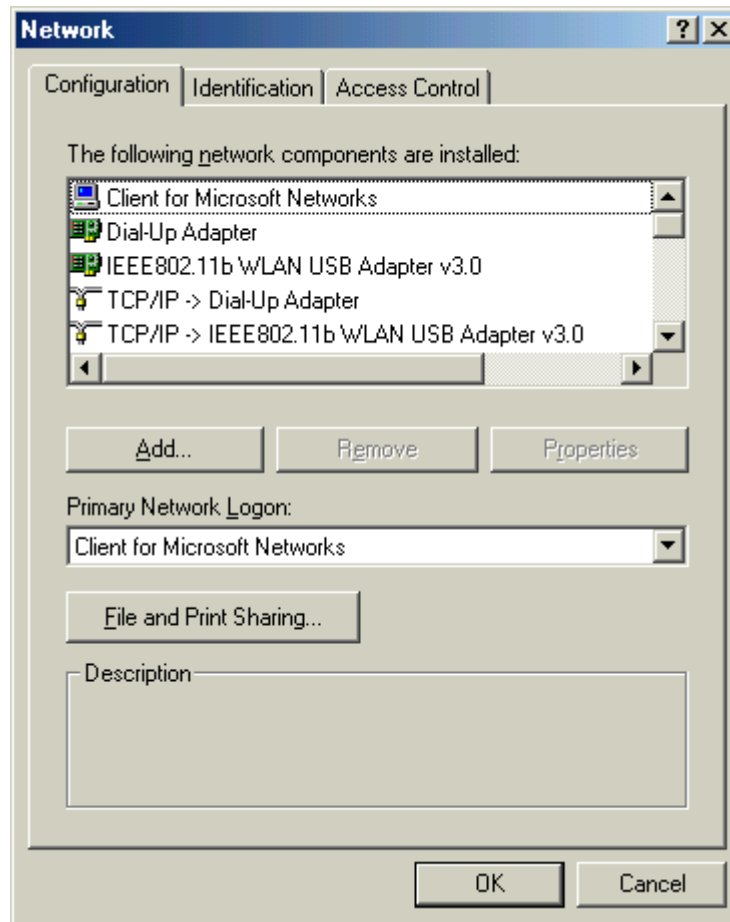 Network
Configuration Identification Access Control
The following network components are installed:
Client for Microsoft Networks
Dial-Up Adapter
IEEE802.11b WLAN USB Adapter v3.0
TCP/IP -> Dial-Up Adapter
TCP/IP -> IEEE802.11b WLAN USB Adapter v3.0
Add... Remove Properties
Primary Network Logon:
Client for Microsoft Networks
File and Print Sharing...
Description
OK Cancel